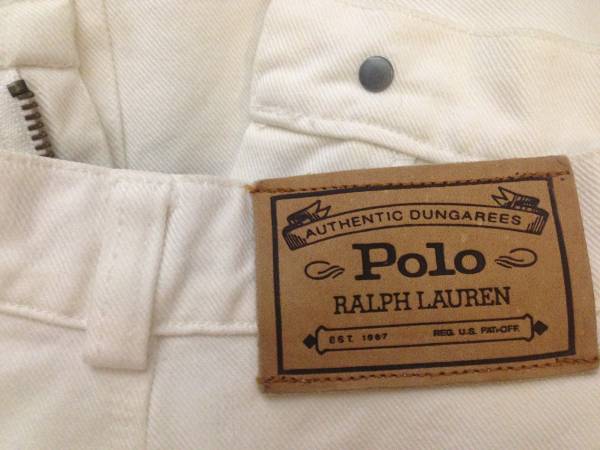 AUTHENTIC DUNGAREES
Polo
RALPH LAUREN
EST. 1967 REG. U.S. PAT. OFF.